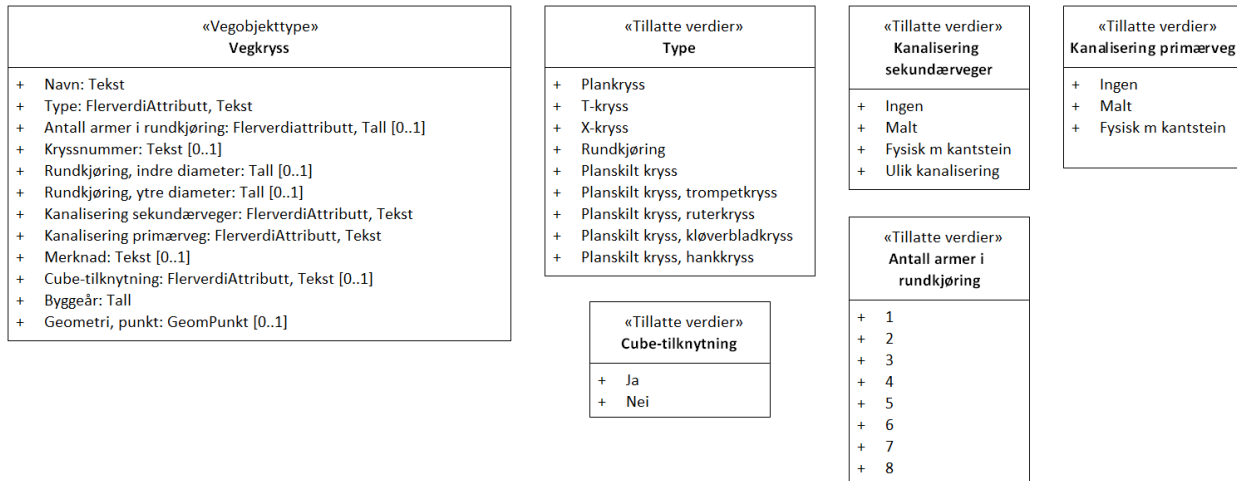 «Vegobjekttype»
Vegkryss
+ Navn: Tekst
+ Type: FlerverdiAttributt, Tekst
+ Antall armer i rundkjøring: Flerverdiattributt, Tall [0..1]
+ Kryssnummer: Tekst [0..1]
+ Rundkjøring, indre diameter: Tall [0..1]
+ Rundkjøring, ytre diameter: Tall [0..1]
+ Kanalisering sekundærveger: FlerverdiAttributt, Tekst
+ Kanalisering primærveg: FlerverdiAttributt, Tekst
+ Merknad: Tekst [0..1]
+ Cube-tilknytning: FlerverdiAttributt, Tekst [0..1]
+ Byggeår: Tall
+ Geometri, punkt: GeomPunkt [0..1]
«Tillatte verdier»
Type
+ Plankryss
+ T-kryss
+ X-kryss
+ Rundkjøring
+ Planskilt kryss
+ Planskilt kryss, trompetkryss
+ Planskilt kryss, ruterkryss
+ Planskilt kryss, kløverbladkryss
+ Planskilt kryss, hankkryss
«Tillatte verdier»
Cube-tilknytning
+ Ja
+ Nei
«Tillatte verdier»
Kanalisering
sekundærveger
+ Ingen
+ Malt
+ Fysisk m kantstein
+ Ulik kanalisering
«Tillatte verdier»
Antall armer i
rundkjøring
+ 1
+ 2
+ 3
+ 4
+ 5
+ 6
+ 7
+ 8
«Tillatte verdier»
Kanalisering primærveg
+ Ingen
+ Malt
+ Fysisk m kantstein